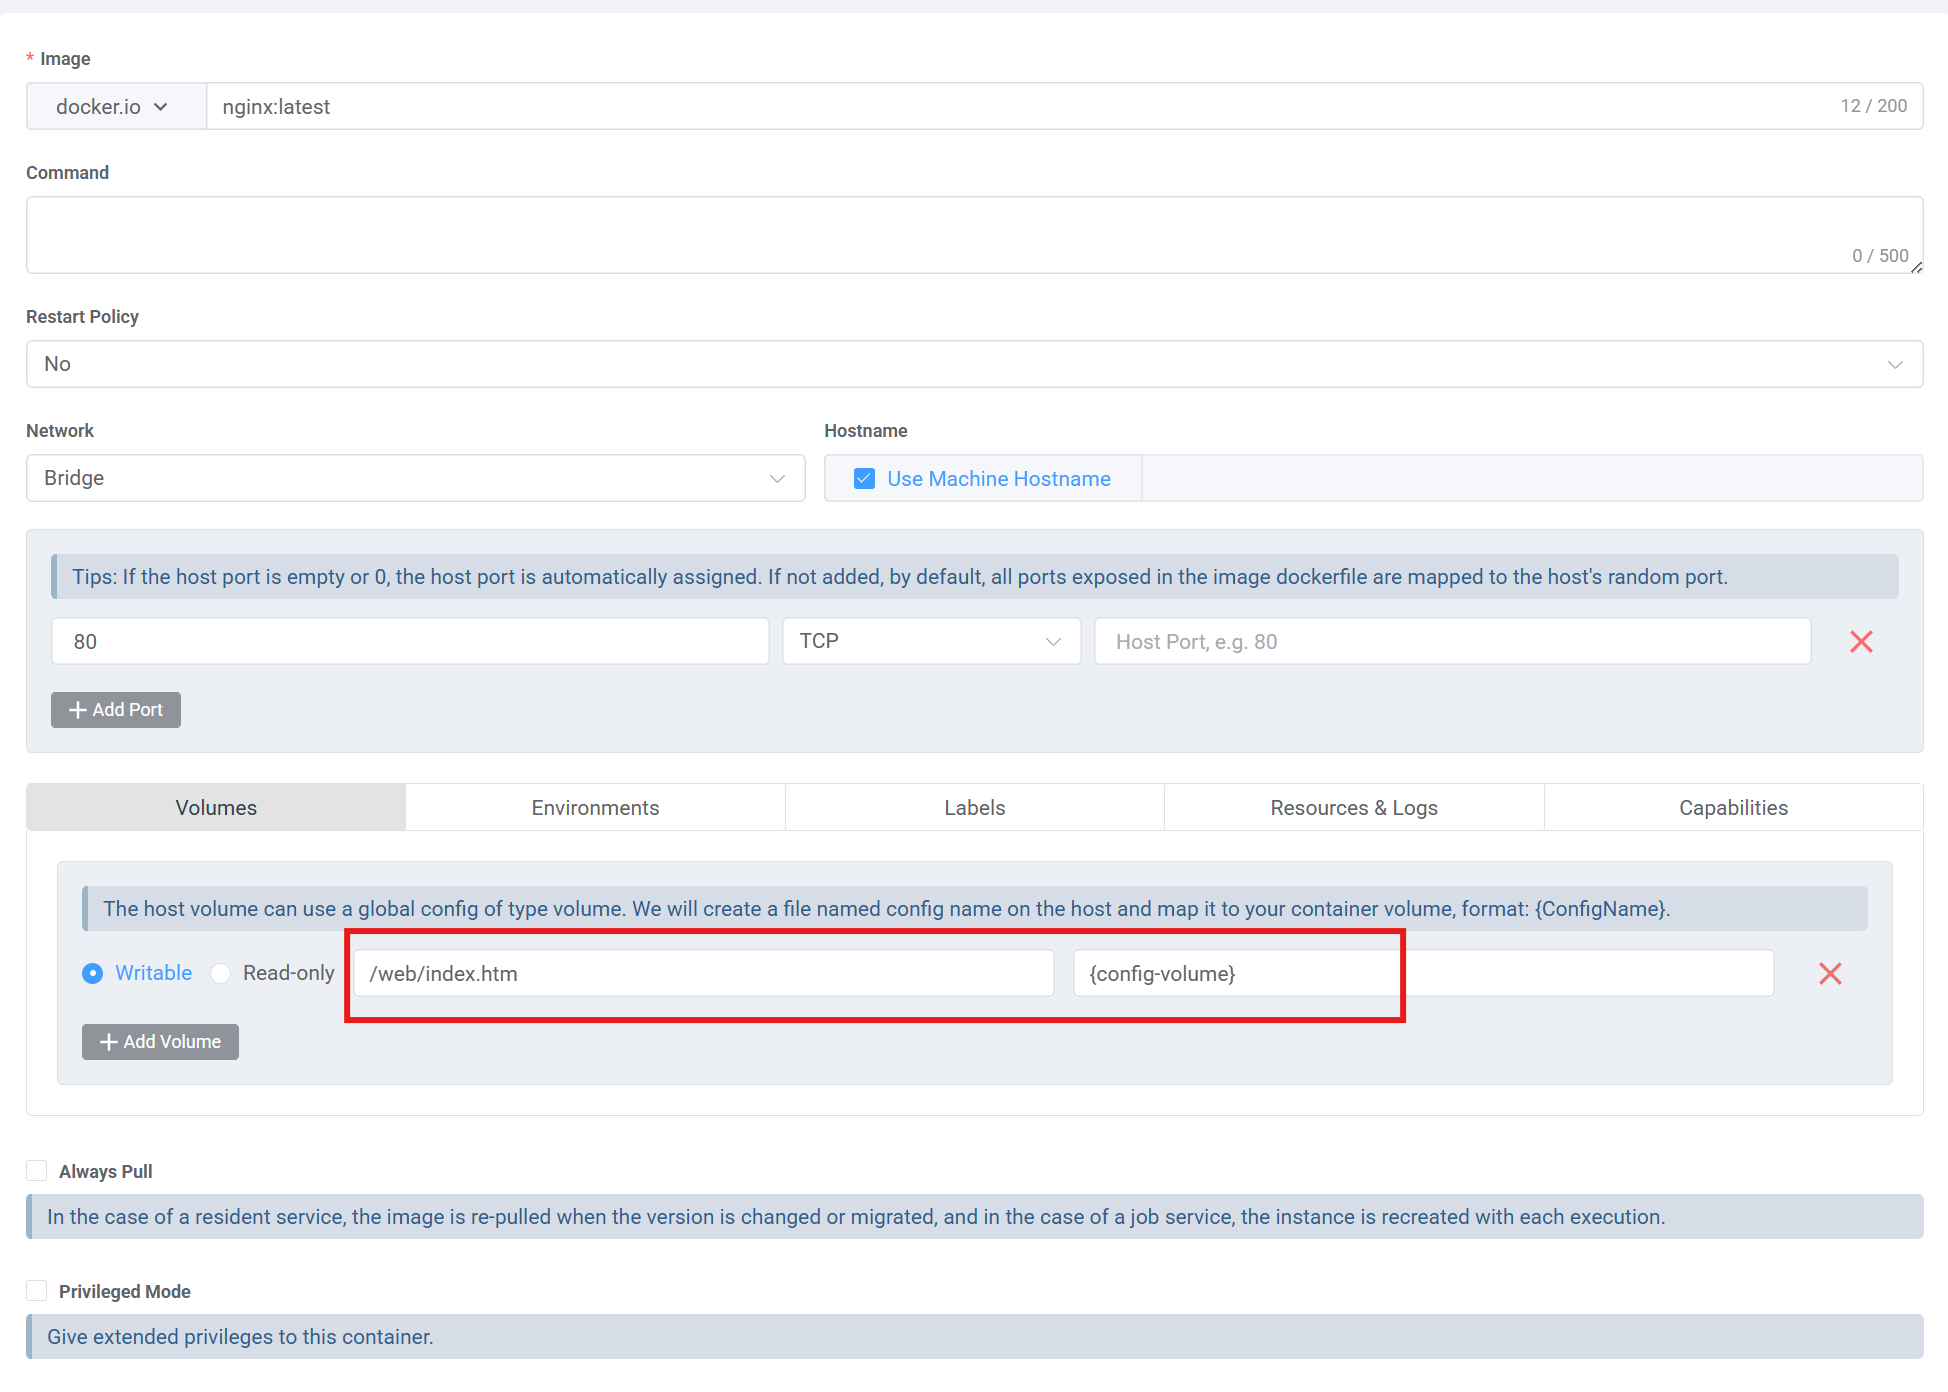 * Image
docker.io nginx:latest 12 / 200
Command
0 / 500
Restart Policy
No
Network Hostname
Bridge Use Machine Hostname
Tips: If the host port is empty or 0, the host port is automatically assigned. If not added, by default, all ports exposed in the image dockerfile are mapped to the host's random port.
80 TCP Host Port, e.g. 80
Add Port
Volumes Environments Labels Resources & Logs Capabilities
The host volume can use a global config of type volume. We will create a file named config name on the host and map it to your container volume, format: {ConfigName}.
Writable Read-only /web/index.htm {config-volume}
Add Volume
Always Pull
In the case of a resident service, the image is re-pulled when the version is changed or migrated, and in the case of a job service, the instance is recreated with each execution.
Privileged Mode
Give extended privileges to this container.